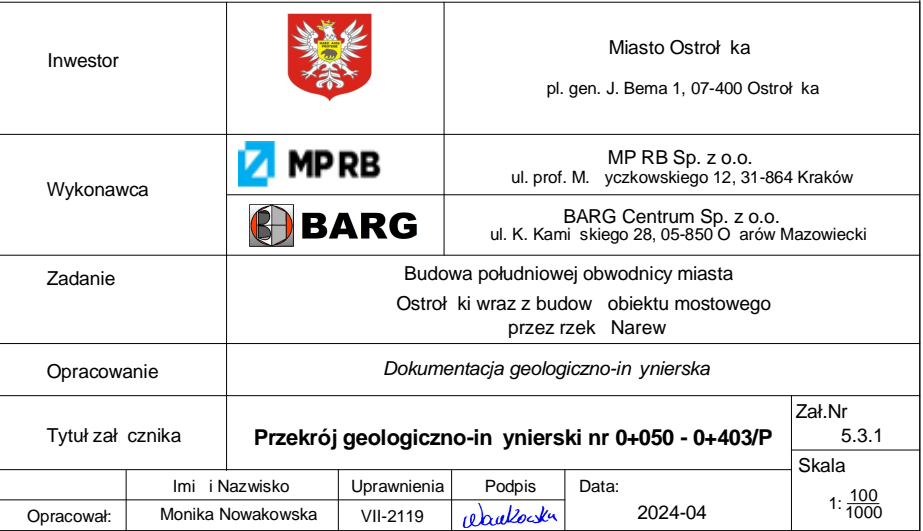 Inwestor
Miasto Ostroł ka
pl. gen. J. Bema 1, 07-400 Ostroł ka
Wykonawca
MP RB
MP RB Sp. z o.o.
ul. prof. M. yczkowskiego 12, 31-864 Kraków
BARG
BARG Centrum Sp. z o.o.
ul. K. Kami skiego 28, 05-850 O arów Mazowiecki
Zadanie
Budowa południowej obwodnicy miasta
Ostroł ki wraz z budow obiektu mostowego
przez rzek Narew
Opracowanie
Dokumentacja geologiczno-in ynierska
Tytuł zał cznika
Przekrój geologiczno-in ynierski nr 0+050 - 0+403/P
Zał.Nr
5.3.1
Skala
1: 100
1000
Imi i Nazwisko
Uprawnienia
Podpis
Data:
Opracował:
Monika Nowakowska
VII-2119
Nowakowska
2024-04